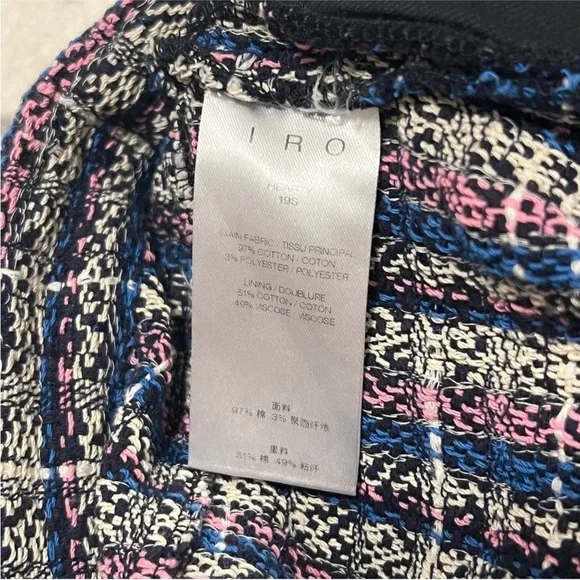 I R O
19S
MAIN FABRIC / TISSU PRINCIPAL
97% COTTON / COTON
3% POLYESTER / POLYESTER
LINING / DOUBLURE
51% COTTON / COTON
49% VISCOSE / VISCOSE
面料
97% 棉 3% 聚酯纤维
里料
51% 棉 49% 粘纤